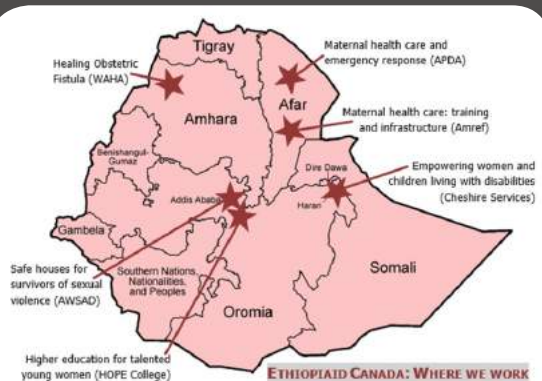 Tigray
Maternal health care and
emergency response (APDA)
Healing Obstetric
Fistula (WAHA)
Afar
Amhara
Maternal health care: training
and infrastructure (Amref)
Benishangul-
Gumaz
Dire Dawa
Empowering women and
children living with disabilities
(Cheshire Services)
Addis Ababa
Harari
Gambela
Safe houses for
survivors of sexual
violence (AWSAD)
Southern Nations,
Nationalities,
and Peoples
Somali
Oromia
Higher education for talented
young women (HOPE College)
ETHIOPIAID CANADA: WHERE WE WORK